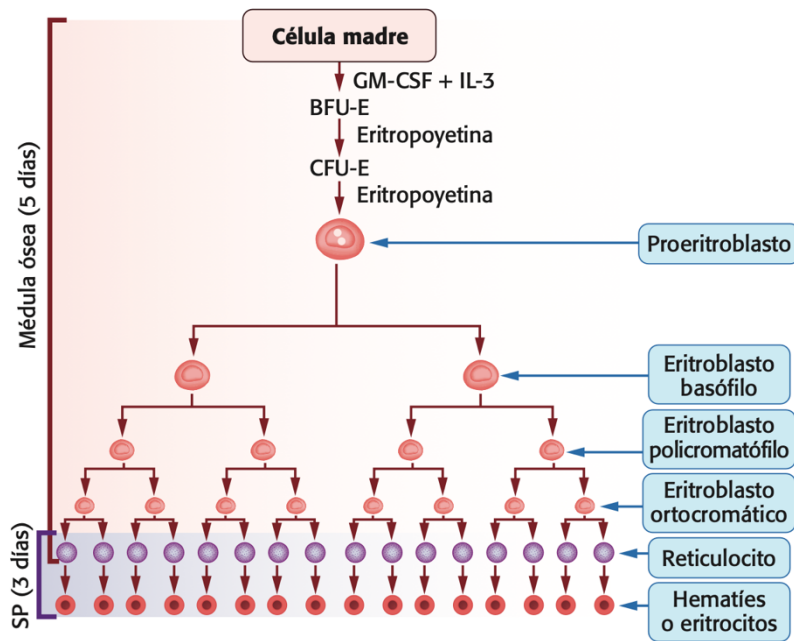 Célula madre
GM-CSF + IL-3
BFU-E
Eritropoyetina
CFU-E
Eritropoyetina
Proeritroblasto
Médula ósea (5 días)
Eritroblasto
basófilo
Eritroblasto
policromatófilo
Eritroblasto
ortocromático
SP (3 días)
Reticulocito
Hematíes
o eritrocitos